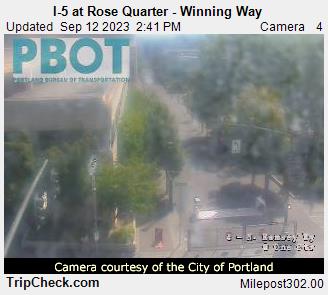 I-5 at Rose Quarter - Winning Way
Updated Sep 12 2023 2:41 PM Camera 4
PBOT
PORTLAND BUREAU OF TRANSPORTATION
Camera courtesy of the City of Portland
TripCheck.com Milepost302.00